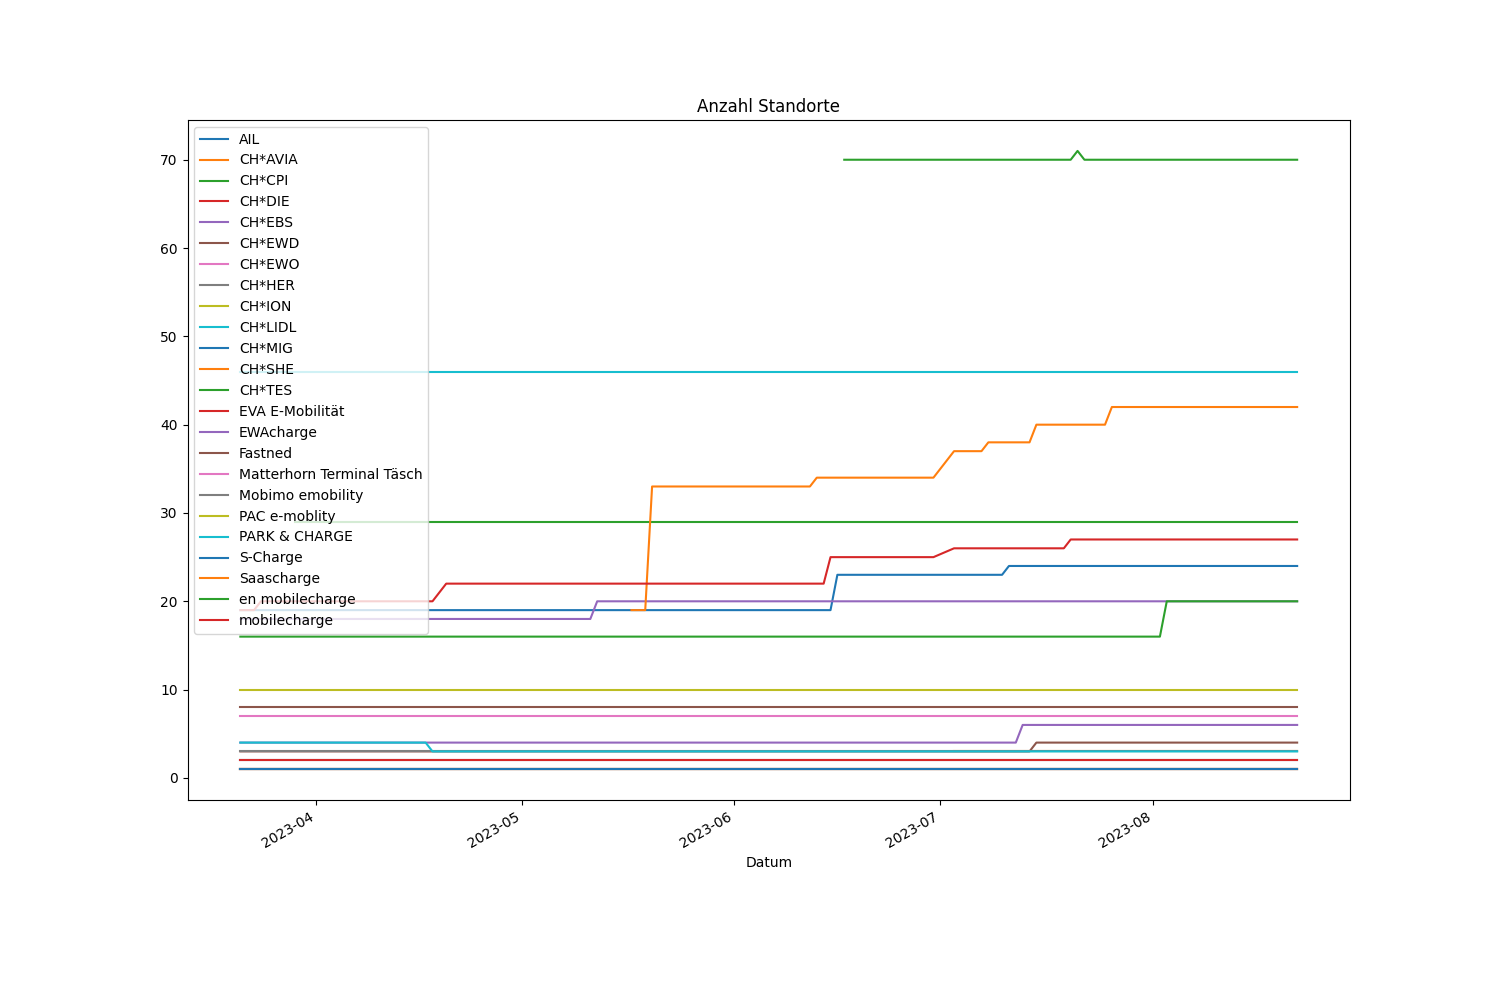 Anzahl Standorte
AIL
CH*AVIA
CH*CPI
CH*DIE
CH*EBS
CH*EWD
CH*EWO
CH*HER
CH*ION
CH*LIDL
CH*MIG
CH*SHE
CH*TES
EVA E-Mobilität
EWAcharge
Fastned
Matterhorn Terminal Täsch
Mobimo emobility
PAC e-moblity
PARK & CHARGE
S-Charge
Saascharge
en mobilecharge
mobilecharge
70
60
50
40
30
20
10
0
2023-04
2023-05
2023-06
2023-07
2023-08
Datum